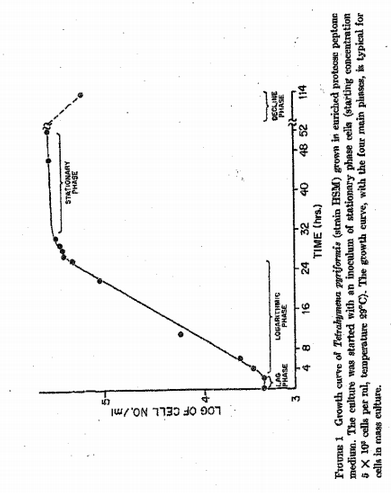 5
4
3
LOG OF CELL NO./ml
LAG PHASE
LOGARITHMIC PHASE
STATIONARY PHASE
DECLINE PHASE
4 8 16 24 32 40 48 52 114
TIME (hrs.)
FIGURE 1 Growth curve of Tetrahymena pyriformis (strain HSM) grown in enriched proteose peptone
medium. The culture was started with an inoculum of stationary phase cells (starting concentration
5 × cells per ml, temperature 29°C). The growth curve, with the four main phases, is typical for
cells in mass culture.